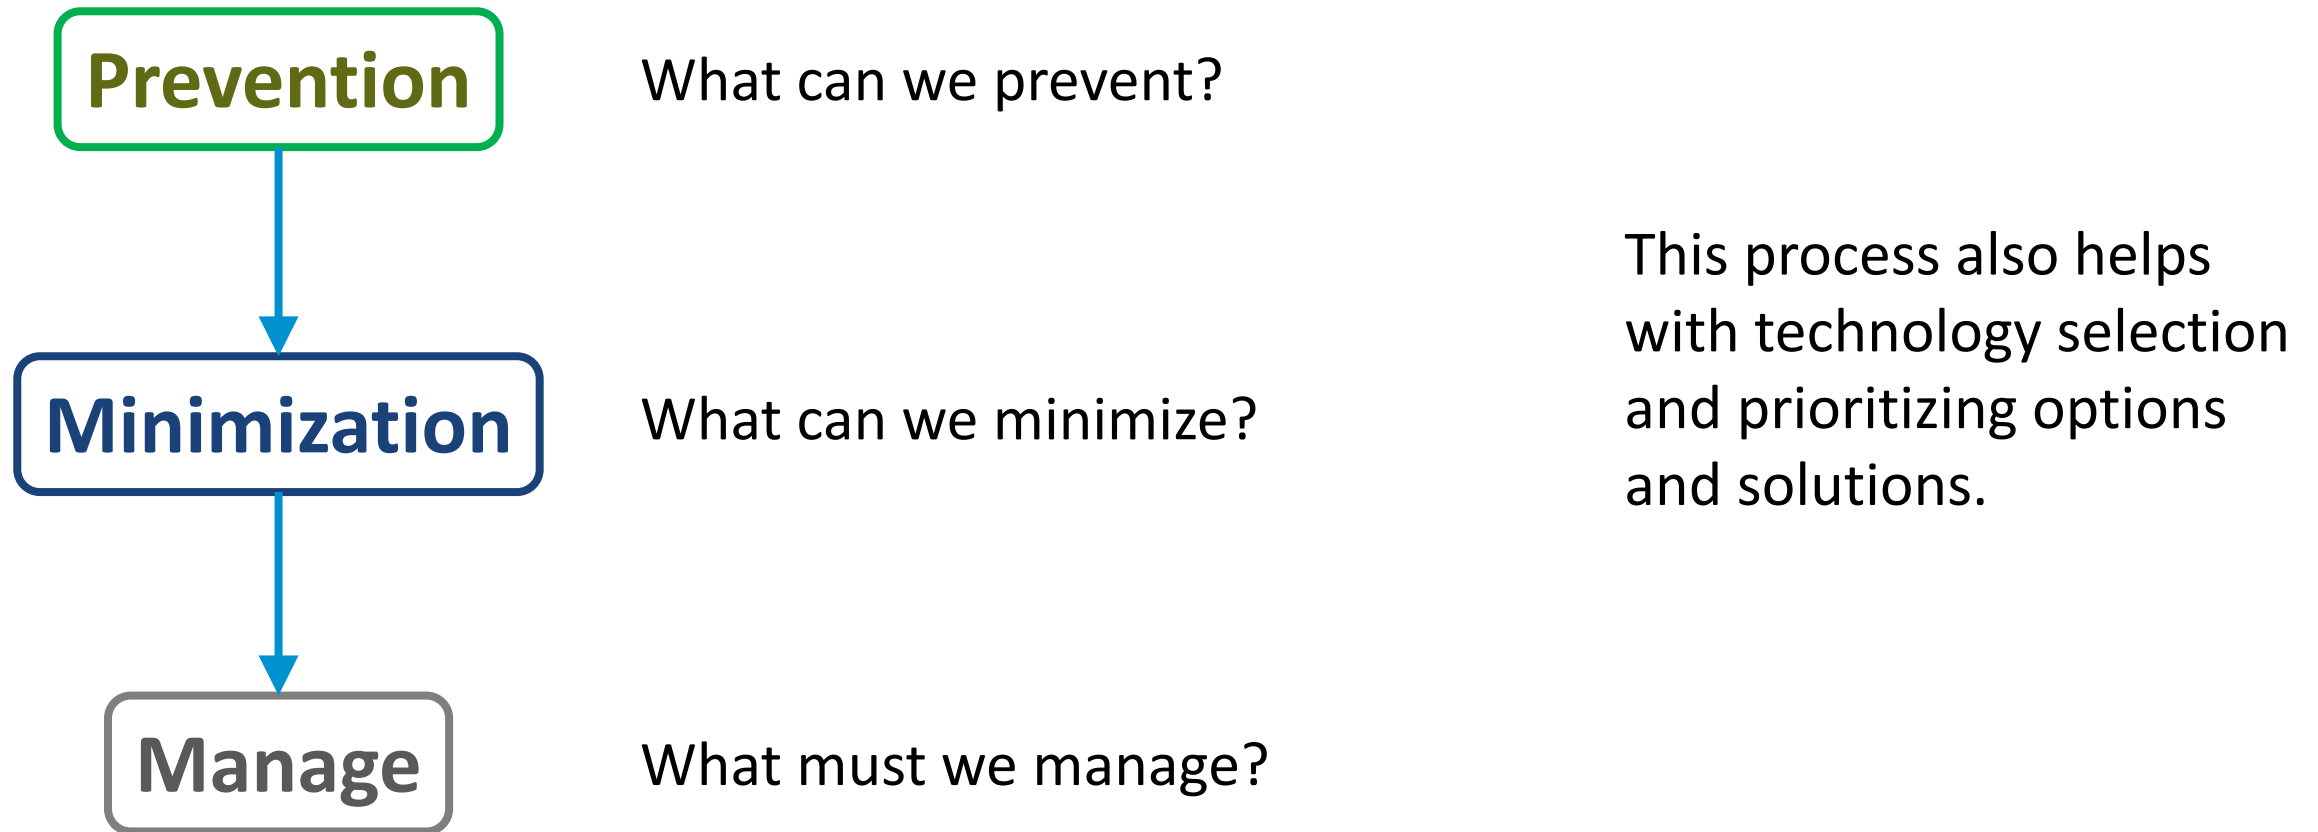 Prevention
What can we prevent?
Minimization
What can we minimize?
Manage
What must we manage?
This process also helps
with technology selection
and prioritizing options
and solutions.